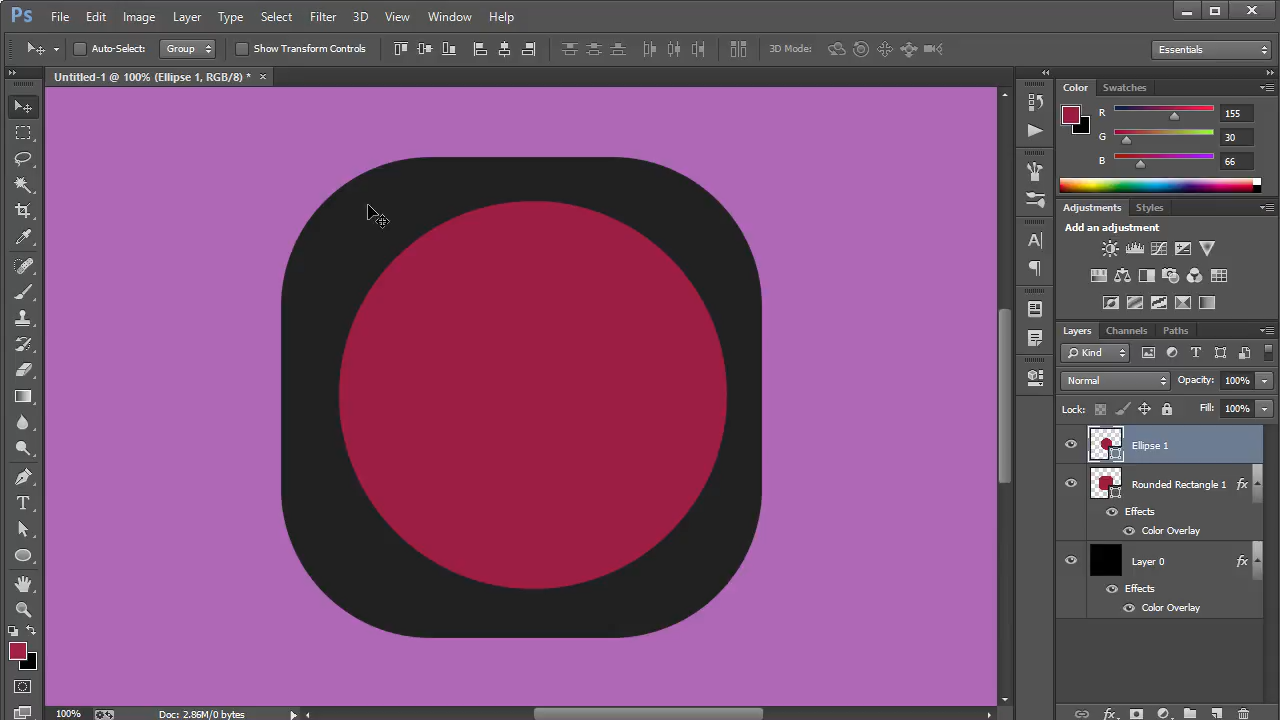 Ps File Edit Image Layer Type Select Filter 3D View Window Help
Auto-Select: Group Show Transform Controls 3D Mode: Essentials
Untitled-1 @ 100% (Ellipse 1, RGB/8) * ×
Color Swatches
R 155
G 30
B 66
Adjustments Styles
Add an adjustment
Layers Channels Paths
Kind
Normal Opacity: 100%
Lock: Fill: 100%
Ellipse 1
Rounded Rectangle 1 fx
Effects
Color Overlay
Layer 0 fx
Effects
Color Overlay
100% Doc: 2.86M/0 bytes fx